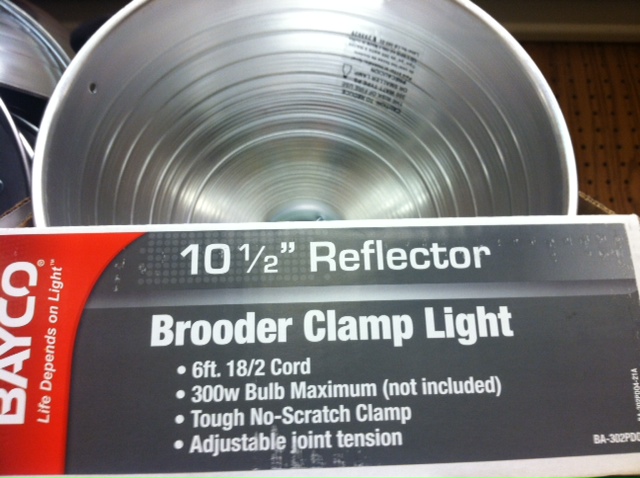 10 ½" Reflector
BAYCO®
Life Depends on Light™
Brooder Clamp Light
• 6ft. 18/2 Cord
• 300w Bulb Maximum (not included)
• Tough No-Scratch Clamp
• Adjustable joint tension